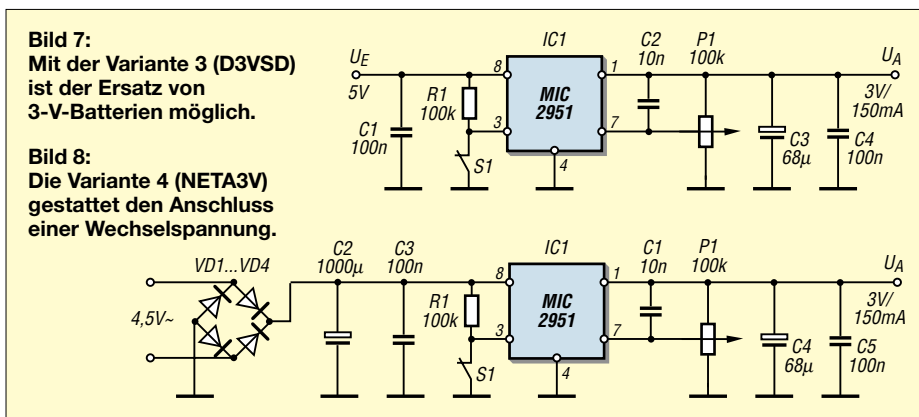 Bild 7:
Mit der Variante 3 (D3VSD)
ist der Ersatz von
3-V-Batterien möglich.
UE
5V
C1
100n
R1
100k
S1
IC1
8
3
MIC
2951
1
7
4
C2
10n
P1
100k
C3
68µ
C4
100n
UA
3V/
150mA
Bild 8:
Die Variante 4 (NETA3V)
gestattet den Anschluss
einer Wechselspannung.
VD1...VD4
4,5V~
C2
1000µ
C3
100n
R1
100k
S1
IC1
8
3
MIC
2951
1
7
4
C1
10n
P1
100k
C4
68µ
C5
100n
UA
3V/
150mA